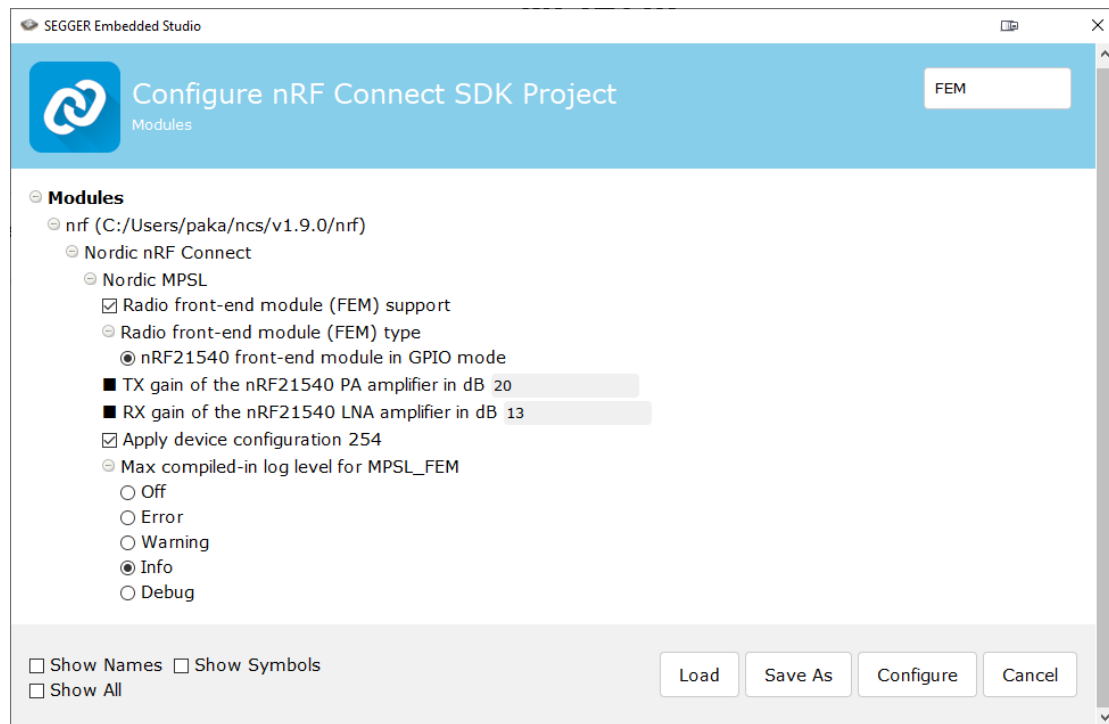 SEGGER Embedded Studio
Configure nRF Connect SDK Project
FEM
Modules
Modules
nrf (C:/Users/paka/ncs/v1.9.0/nrf)
Nordic nRF Connect
Nordic MPSL
Radio front-end module (FEM) support
Radio front-end module (FEM) type
nRF21540 front-end module in GPIO mode
TX gain of the nRF21540 PA amplifier in dB 20
RX gain of the nRF21540 LNA amplifier in dB 13
Apply device configuration 254
Max compiled-in log level for MPSL_FEM
Off
Error
Warning
Info
Debug
Show Names Show Symbols
Show All
Load Save As Configure Cancel